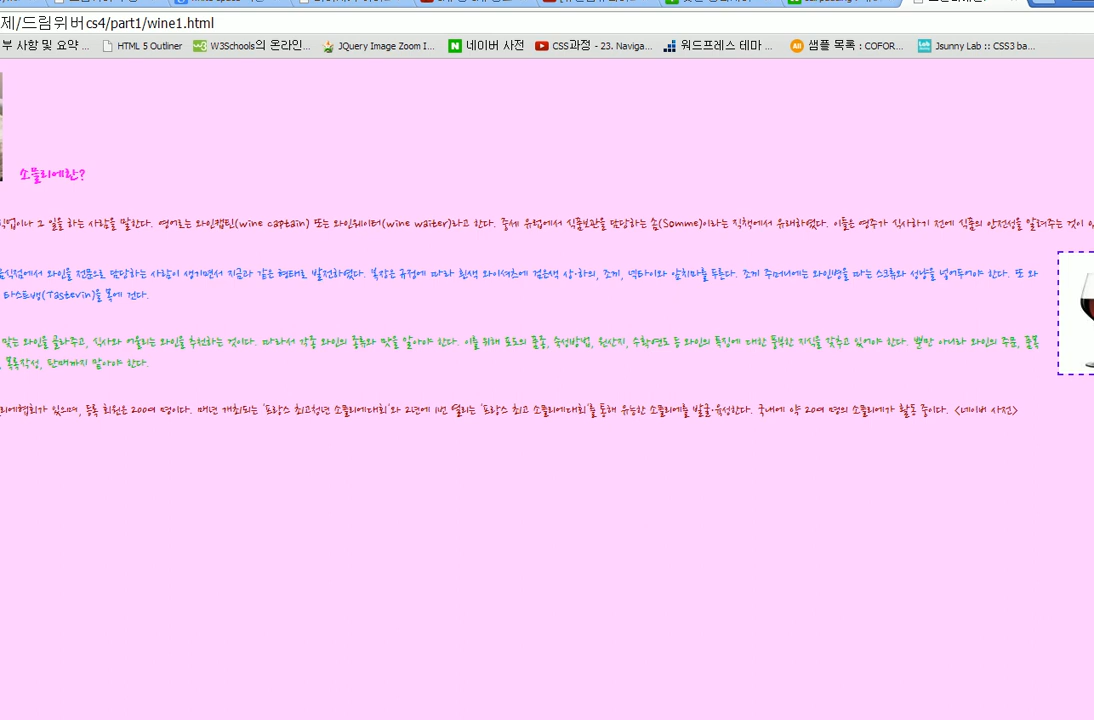 제/드림위버cs4/part1/wine1.html
부 사항 및 요약 ... HTML 5 Outliner W3Schools의 온라인... JQuery Image Zoom I... 네이버 사전 CSS과정 - 23. Naviga... 워드프레스 테마 ... 샘플 목록 : COFOR... Jsunny Lab :: CSS3 ba...
소믈리에란?
직업이나 그 일을 하는 사람을 말한다. 영어로는 와인캡틴(wine captain) 또는 와인웨이터(wine waiter)라고 한다. 중세 유럽에서 식품보관을 담당하는 솜(Somme)이라는 직책에서 유래하였다. 이들은 영주가 식사하기 전에 식품의 안전성을 알려주는 것이
음식점에서 와인을 전문으로 담당하는 사람이 생기면서 지금과 같은 형태로 발전하였다. 복장은 규정에 따라 흰색 와이셔츠에 검은색 상·하의, 조끼, 넥타이와 앞치마를 두른다. 조끼 주머니에는 와인병을 따는 스크류와 성냥을 넣어두어야 한다. 또 와
타스트뱅(Tastevin)을 목에 건다.
맞는 와인을 골라주고, 식사와 어울리는 와인을 추천하는 것이다. 따라서 각종 와인의 종류와 맛을 알아야 한다. 이를 위해 포도의 품종, 숙성방법, 원산지, 수확연도 등 와인의 특징에 대한 풍부한 지식을 갖추고 있어야 한다. 뿐만 아니라 와인의 주문, 품목
, 목록작성, 판매까지 맡아야 한다.
리에협회가 있으며, 등록 회원은 200여 명이다. 매년 개최되는 '프랑스 최고청년 소믈리에대회'와 2년에 1번 열리는 '프랑스 최고 소믈리에대회'를 통해 유능한 소믈리에를 발굴·육성한다. 국내에 약 20여 명의 소믈리에가 활동 중이다. <네이버 사전>